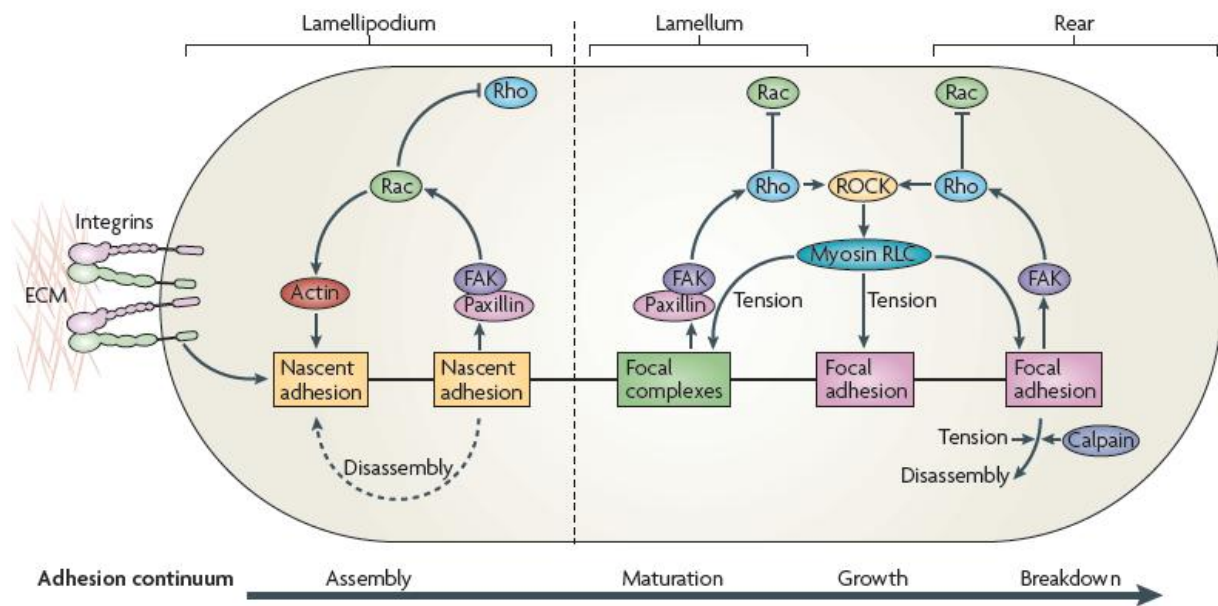 Lamellipodium
Lamellum
Rear
Rho
Rac
Rac
Rac
Rho
ROCK
Rho
Integrins
ECM
Actin
FAK
Paxillin
FAK
Paxillin
Myosin RLC
Tension
Tension
FAK
Nascent
adhesion
Nascent
adhesion
Focal
complexes
Focal
adhesion
Focal
adhesion
Disassembly
Tension
Calpain
Disassembly
Adhesion continuum
Assembly
Maturation
Growth
Breakdown